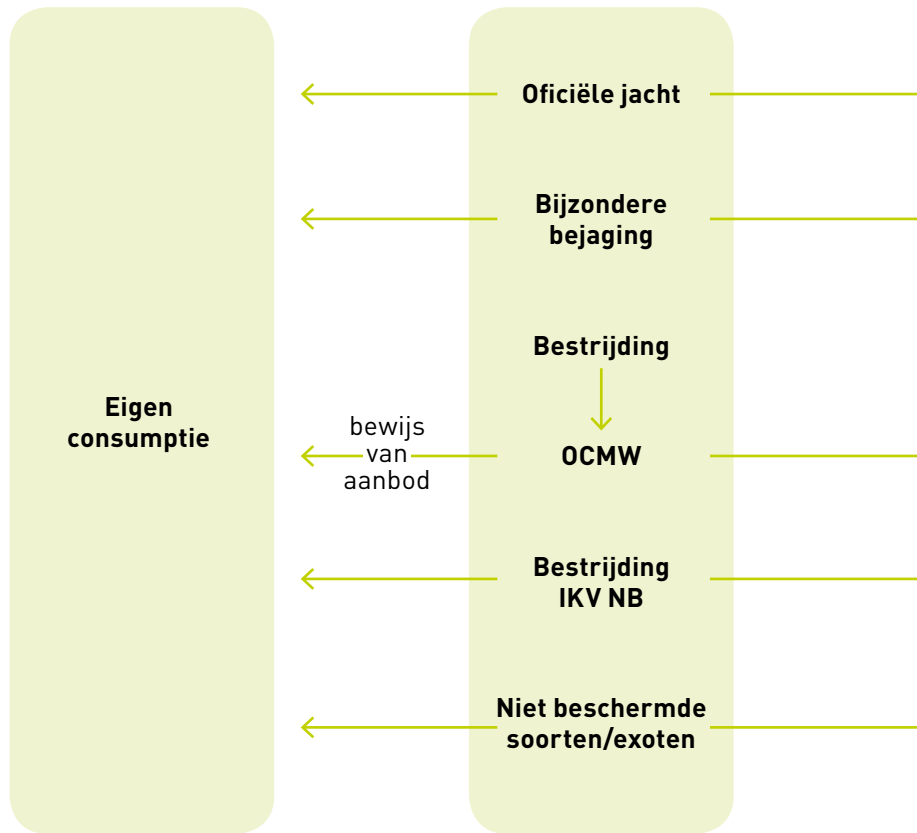 Eigen
consumptie
bewijs
van
aanbod
Oficiële jacht
Bijzondere
bejaging
Bestrijding
OCMW
Bestrijding
IKV NB
Niet beschermde
soorten/exoten